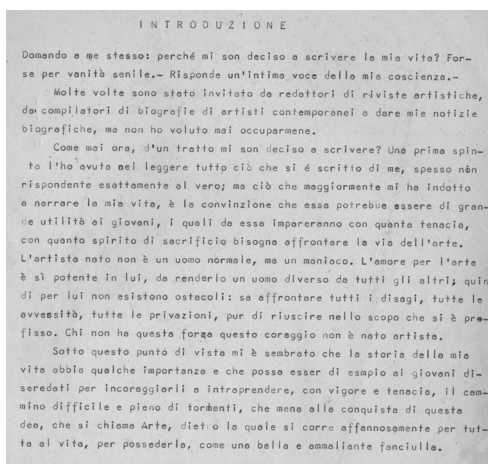 INTRODUZIONE
Domando a me stesso: perché mi son deciso a scrivere la mia vita? For-
se per vanità senile.- Risponde un'intima voce della mia coscienza.-
Molte volte sono stato invitato da redattori di riviste artistiche,
da compilatori di biografie di artisti contemporanei a dare mie notizie
biografiche, ma non ho voluto mai occuparmene.
Come mai ora, d'un tratto mi son deciso a scrivere? Una prima spin-
ta l'ho avuta nel leggere tutto ciò che si é scritto di me, spesso non
rispondente esattamente al vero; ma ciò che maggiormente mi ha indotto
a narrare la mia vita, è la convinzione che essa potrebbe essere di gran-
de utilità ai giovani, i quali da essa impareranno con quanta tenacia,
con quanto spirito di sacrificio bisogna affrontare la via dell'arte.
L'artista nato non è un uomo normale, ma un maniaco. L'amore per l'arte
è sì potente in lui, da renderlo un uomo diverso da tutti gli altri; quin
di per lui non esistono ostacoli: sa affrontare tutti i disagi, tutte le
avvessità, tutte le privazioni, pur di riuscire nello scopo che si è pre-
fisso. Chi non ha questa forza questo coraggio non è nato artista.
Sotto questo punto di vista mi è sembrato che la storia della mia
vita abbia qualche importanza e che possa esser di esmpio ai giovani di-
seredati per incoraggiarli a intraprendere, con vigore e tenacia, il cam-
mino difficile e pieno di tormenti, che mena alla conquista di questa
dea, che si chiama Arte, dietro la quale si corre affannosamente per tut-
ta al vita, per possederla, come una bella e ammaliante fanciulla.